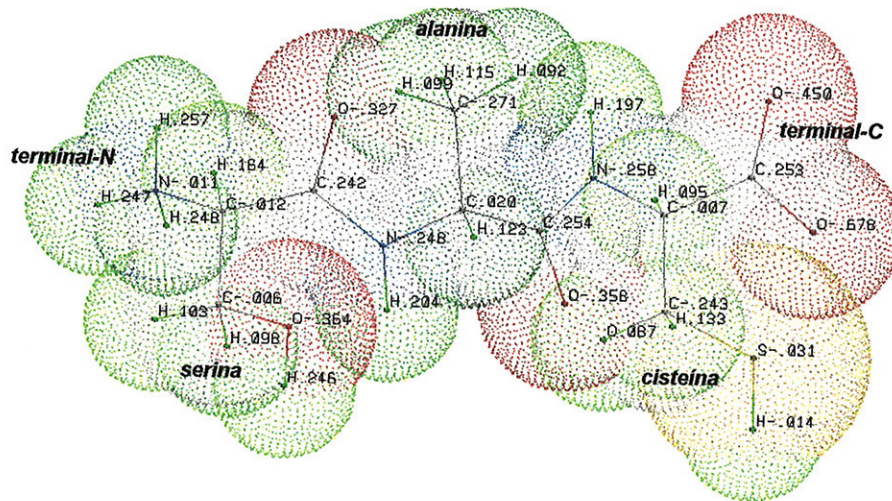 alanina
H.115
H.092
H.099
C-.271
O-.327
H.197
O-.450
H.257
terminal-C
terminal-N
H.184
N-.011
C.242
N-.258
C.253
H.247
C-.012
H.095
H.248
C.020
C-.007
H.123
C.254
O-.678
N-.248
C-.006
O-.358
H.204
C-.243
H.103
O-.364
H.133
H.098
S-.031
serina
H.246
cisteína
H-.014